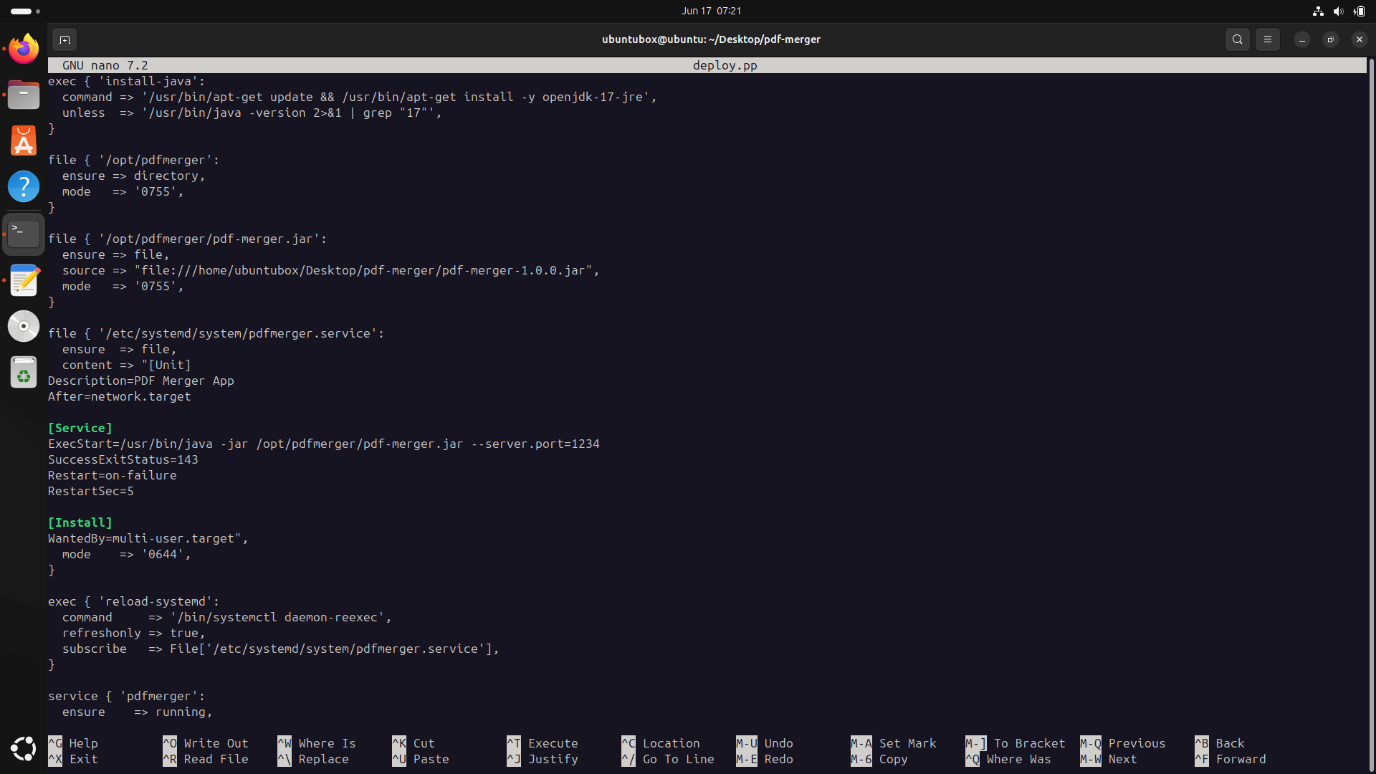 Jun 17 07:21
ubuntubox@ubuntu: ~/Desktop/pdf-merger
GNU nano 7.2 deploy.pp
exec { 'install-java':
  command => '/usr/bin/apt-get update && /usr/bin/apt-get install -y openjdk-17-jre',
  unless  => '/usr/bin/java -version 2>&1 | grep "17"',
}

file { '/opt/pdfmerger':
  ensure => directory,
  mode   => '0755',
}

file { '/opt/pdfmerger/pdf-merger.jar':
  ensure => file,
  source => "file:///home/ubuntubox/Desktop/pdf-merger/pdf-merger-1.0.0.jar",
  mode   => '0755',
}

file { '/etc/systemd/system/pdfmerger.service':
  ensure  => file,
  content => "[Unit]
Description=PDF Merger App
After=network.target

[Service]
ExecStart=/usr/bin/java -jar /opt/pdfmerger/pdf-merger.jar --server.port=1234
SuccessExitStatus=143
Restart=on-failure
RestartSec=5

[Install]
WantedBy=multi-user.target",
  mode    => '0644',
}

exec { 'reload-systemd':
  command     => '/bin/systemctl daemon-reexec',
  refreshonly => true,
  subscribe   => File['/etc/systemd/system/pdfmerger.service'],
}

service { 'pdfmerger':
  ensure    => running,

^G Help ^O Write Out ^W Where Is ^K Cut ^T Execute ^C Location M-U Undo M-A Set Mark M-] To Bracket M-Q Previous ^B Back
^X Exit ^R Read File ^\ Replace ^U Paste ^J Justify ^/ Go To Line M-E Redo M-6 Copy ^Q Where Was M-W Next ^F Forward